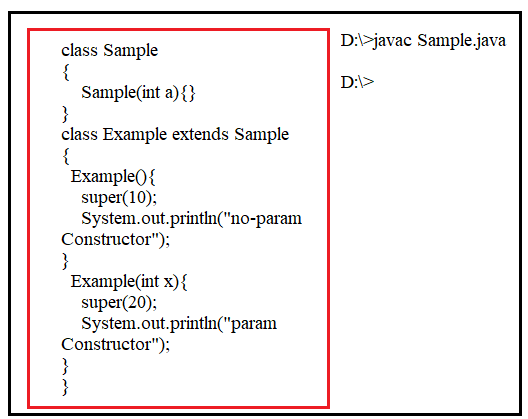 class Sample
{
Sample(int a){}
}
class Example extends Sample
{
Example(){
super(10);
System.out.println("no-param
Constructor");
}
Example(int x){
super(20);
System.out.println("param
Constructor");
}
}
D:\>javac Sample.java
D:\>